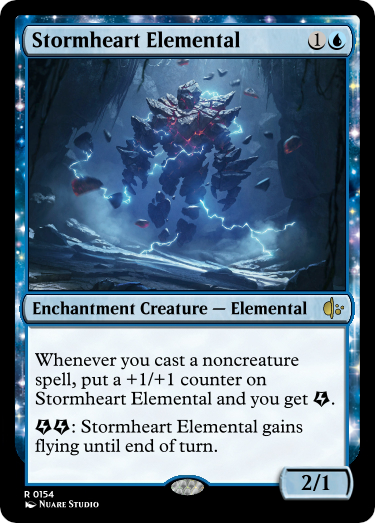 Stormheart Elemental 1
Enchantment Creature — Elemental
Whenever you cast a noncreature
spell, put a +1/+1 counter on
Stormheart Elemental and you get .
: Stormheart Elemental gains
flying until end of turn.
2/1
R 0154
Nuare Studio